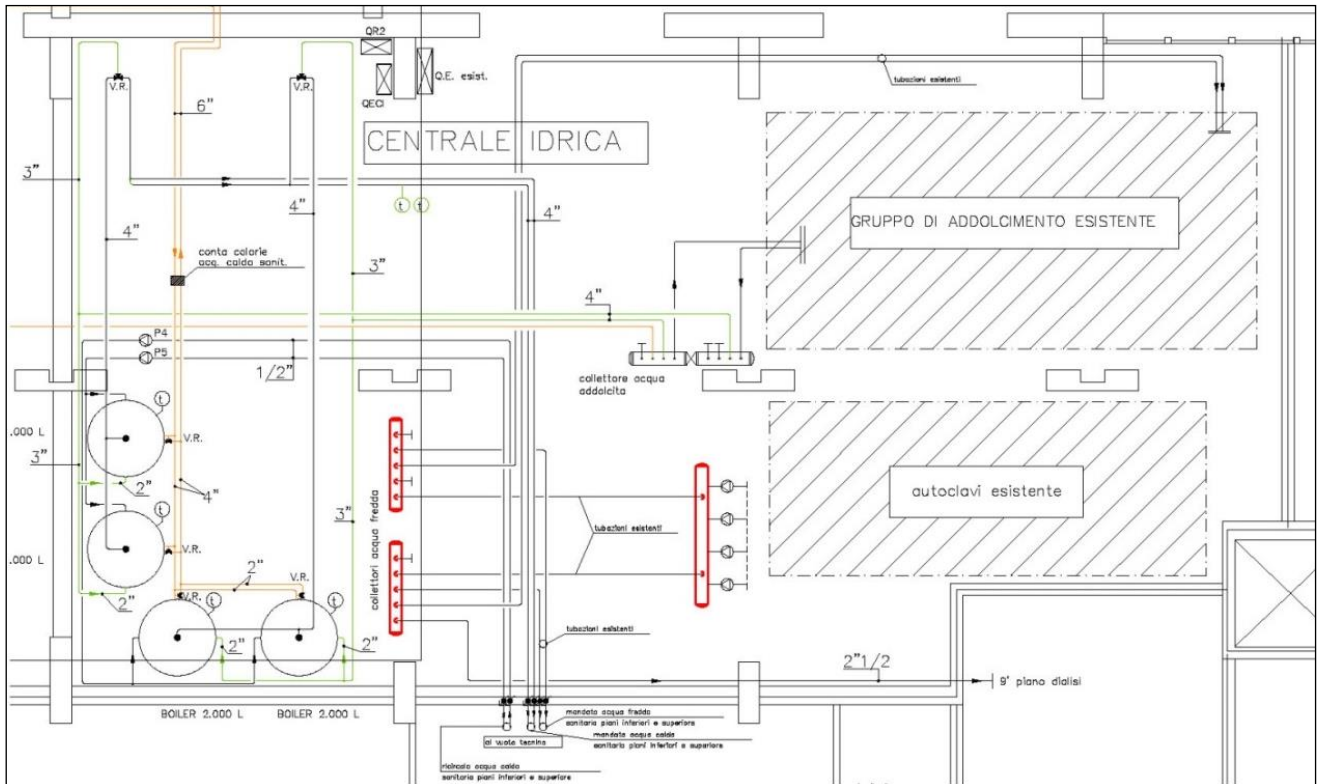 QR2
Q.E. esist.
QECI
V.R.
V.R.
tubazioni esistenti
6"
CENTRALE IDRICA
3"
4"
4"
t
t
4"
GRUPPO DI ADDOLCIMENTO ESISTENTE
conta calorie
acq. calda sanit.
3"
4"
P4
P5
1/2"
collettore acqua
addolcita
t
.000 L
V.R.
3"
2"
4"
3"
autoclavi esistente
t
tubazioni esistenti
collettori acqua fredda
.000 L
V.R.
2"
V.R.
2"
V.R.
t
t
2"
2"
tubazioni esistenti
2"1/2
9° piano dialisi
BOILER 2.000 L
BOILER 2.000 L
mandata acqua fredda
sanitaria piani inferiori e superiore
mandata acqua calda
sanitaria piani inferiori e superiore
al vuoto tecnico
ricircolo acqua calda
sanitaria piani inferiori e superiore